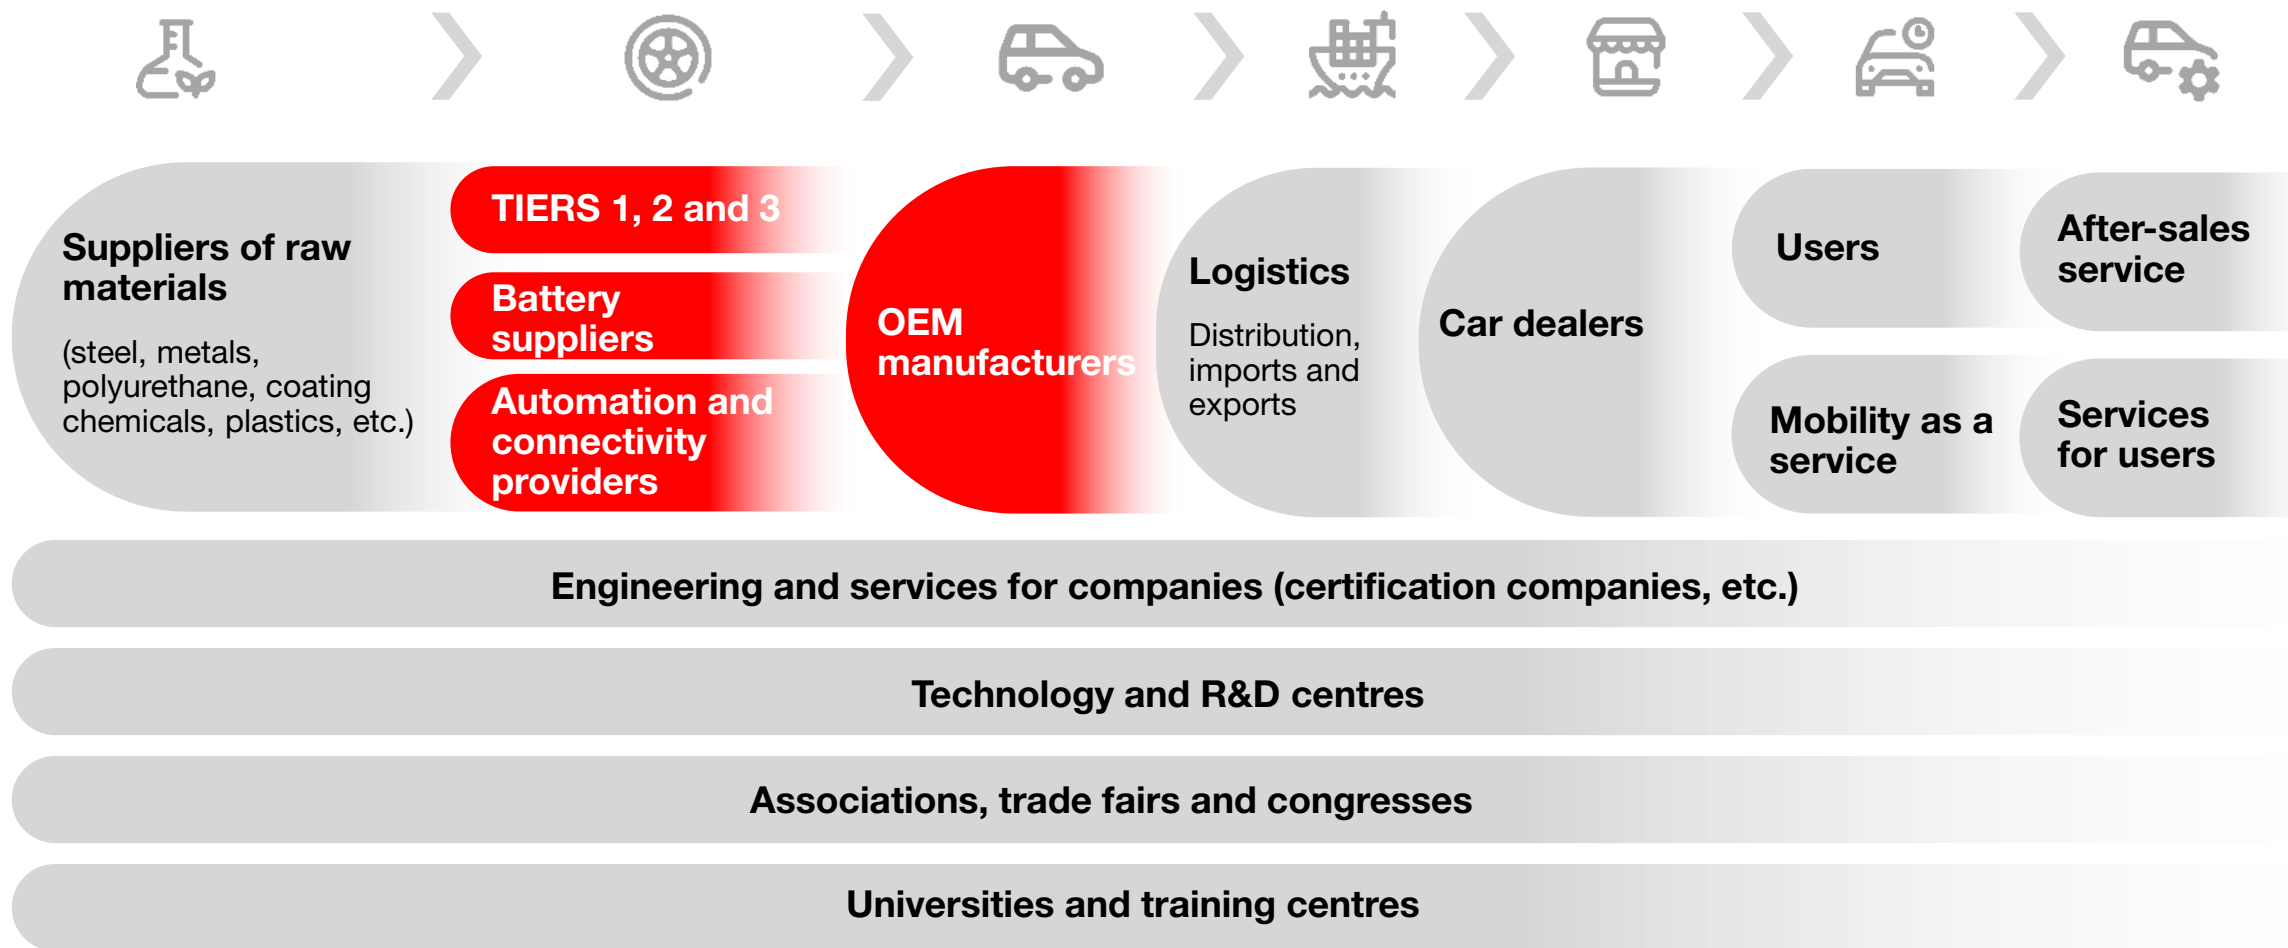 Suppliers of raw
materials
(steel, metals,
polyurethane, coating
chemicals, plastics, etc.)
TIERS 1, 2 and 3
Battery
suppliers
Automation and
connectivity
providers
OEM
manufacturers
Logistics
Distribution,
imports and
exports
Car dealers
Users
Mobility as a
service
After-sales
service
Services
for users
Engineering and services for companies (certification companies, etc.)
Technology and R&D centres
Associations, trade fairs and congresses
Universities and training centres